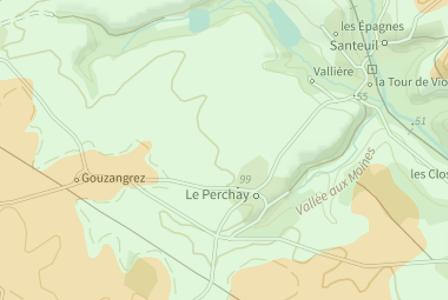 les Épagnes
Santeuil
Vallière
la Tour de Vio
55
51
les Clos
99
Gouzangrez
Le Perchay
Vallée aux Moines